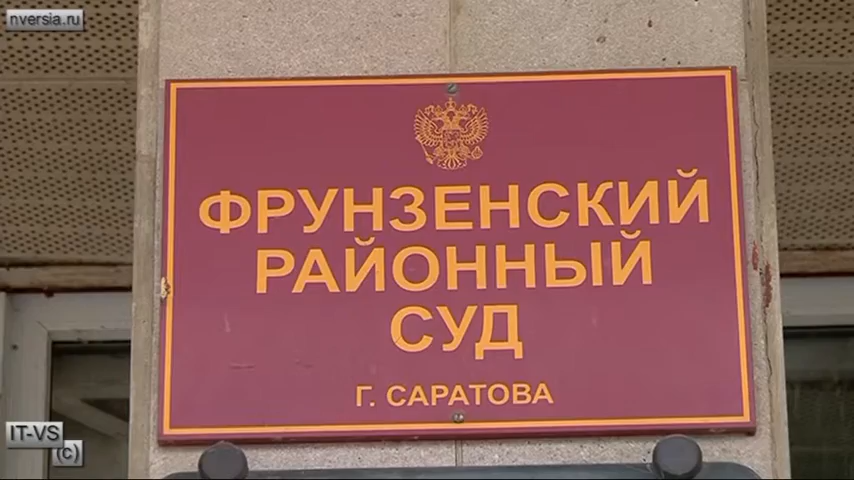 nversia.ru
ФРУНЗЕНСКИЙ
РАЙОННЫЙ
СУД
Г. САРАТОВА
IT-VS
(c)